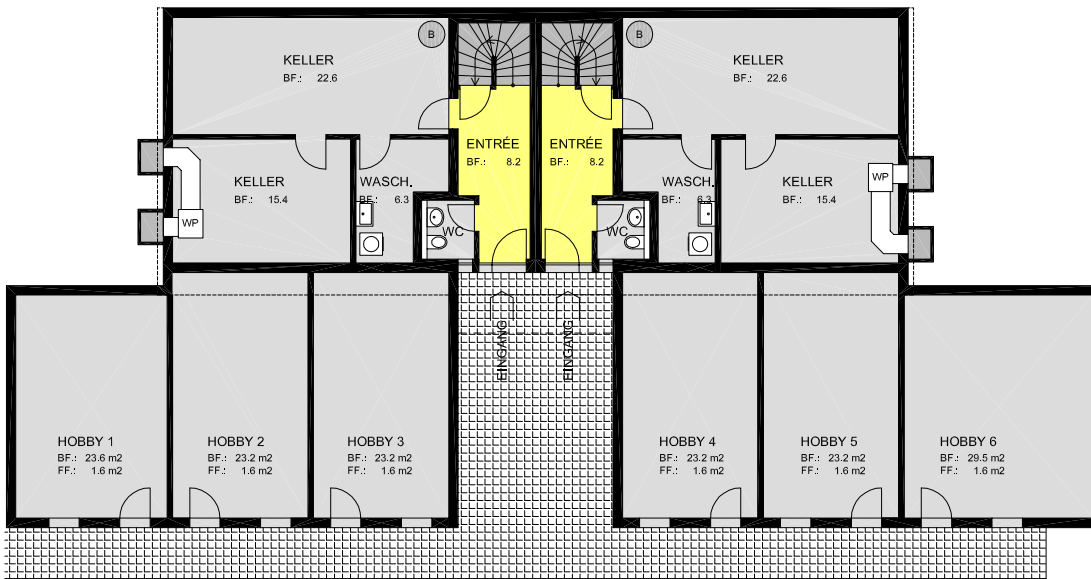 B
B
KELLER
BF.: 22.6
KELLER
BF.: 22.6
ENTRÉE
BF.: 8.2
ENTRÉE
BF.: 8.2
KELLER
BF.: 15.4
WASCH.
BF.: 6.3
WASCH.
BF.: 6.3
KELLER
BF.: 15.4
WP
WP
WC
WC
EINGANG
EINGANG
HOBBY 1
BF.: 23.6 m2
FF.: 1.6 m2
HOBBY 2
BF.: 23.2 m2
FF.: 1.6 m2
HOBBY 3
BF.: 23.2 m2
FF.: 1.6 m2
HOBBY 4
BF.: 23.2 m2
FF.: 1.6 m2
HOBBY 5
BF.: 23.2 m2
FF.: 1.6 m2
HOBBY 6
BF.: 29.5 m2
FF.: 1.6 m2